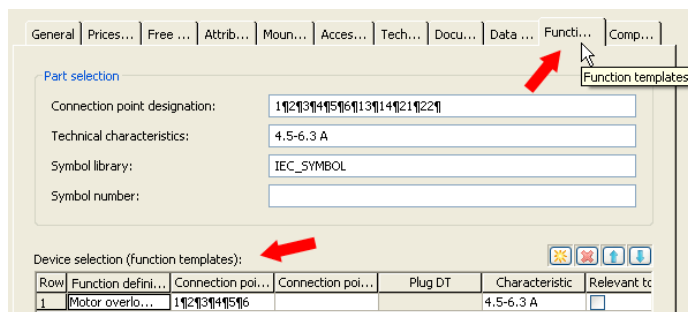 General Prices... Free ... Attrib... Moun... Acces... Tech... Docu... Data ... Functi... Comp...
Function templates
Part selection
Connection point designation: 1¶2¶3¶4¶5¶6¶13¶14¶21¶22¶
Technical characteristics: 4.5-6.3 A
Symbol library: IEC_SYMBOL
Symbol number:
Device selection (function templates):
Row Function defini... Connection poi... Connection poi... Plug DT Characteristic Relevant to
1 Motor overlo... 1¶2¶3¶4¶5¶6 4.5-6.3 A